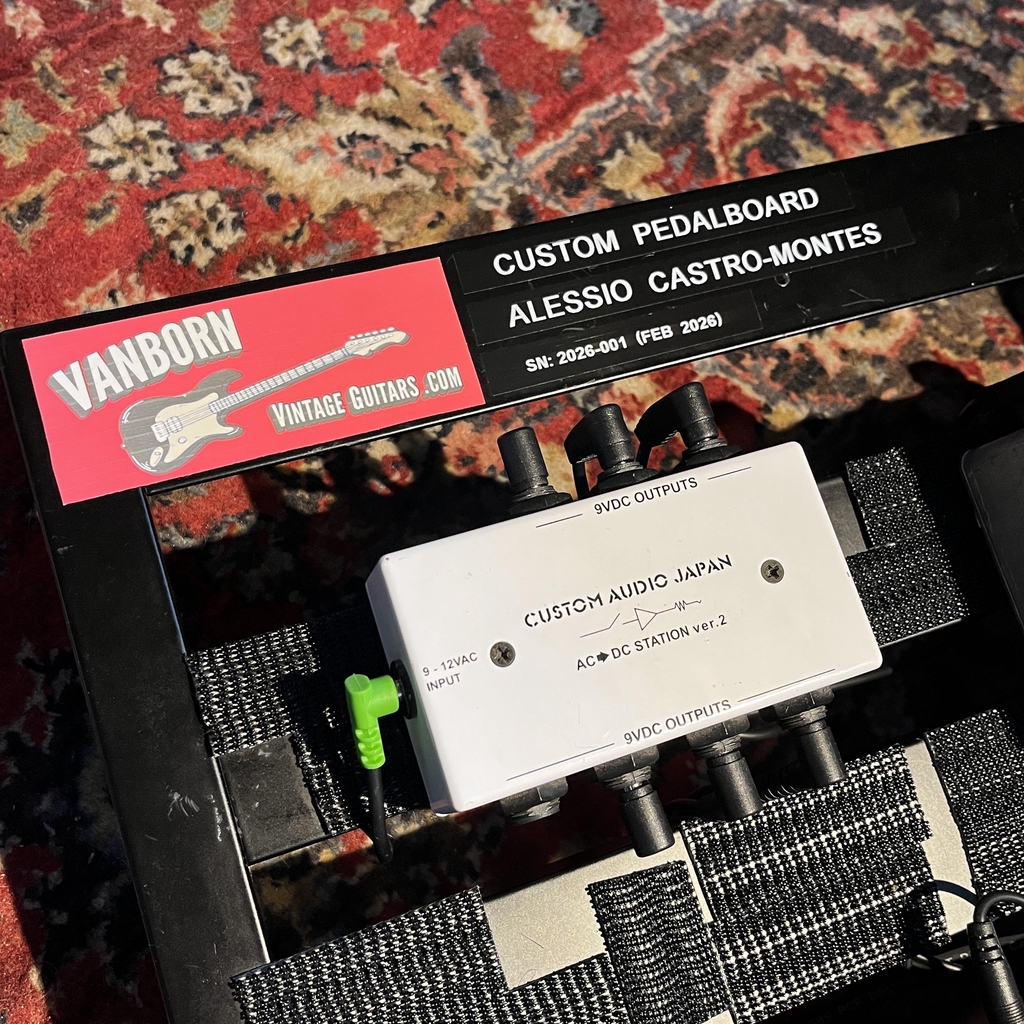 CUSTOM PEDALBOARD
ALESSIO CASTRO-MONTES
SN: 2026-001 (FEB 2026)
VANBORN
VINTAGE GUITARS .COM
9VDC OUTPUTS
CUSTOM AUDIO JAPAN
AC➡DC STATION ver.2
9 - 12VAC
INPUT
9VDC OUTPUTS